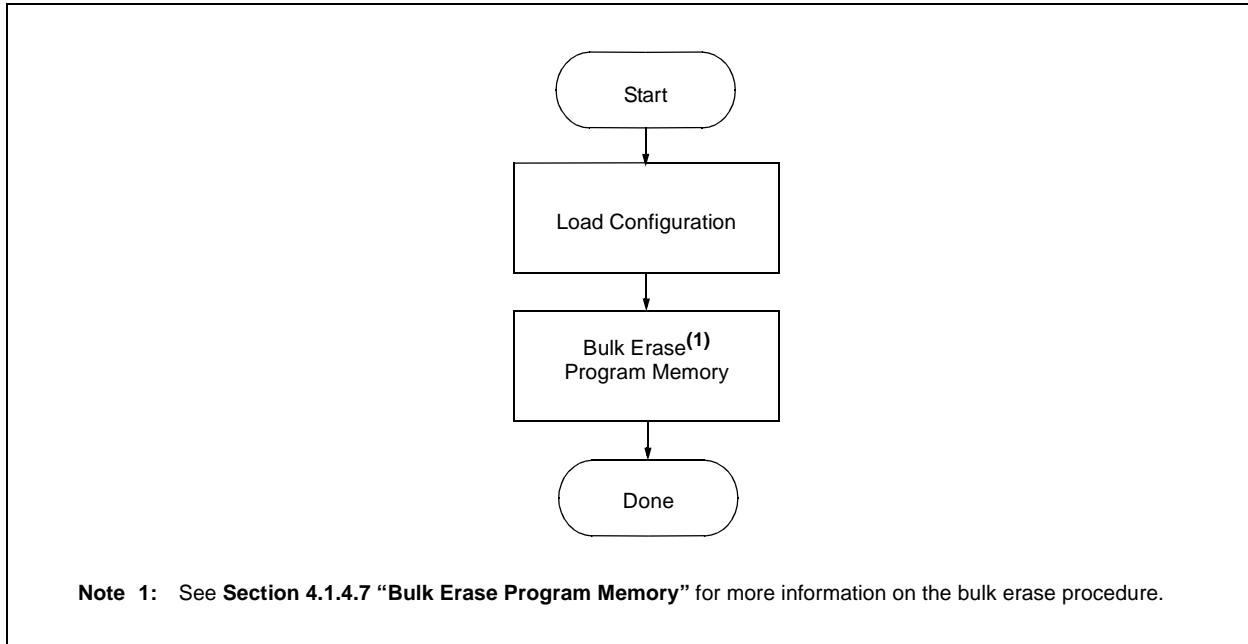 Start
Load Configuration
Bulk Erase(1)
Program Memory
Done
Note 1: See Section 4.1.4.7 “Bulk Erase Program Memory” for more information on the bulk erase procedure.